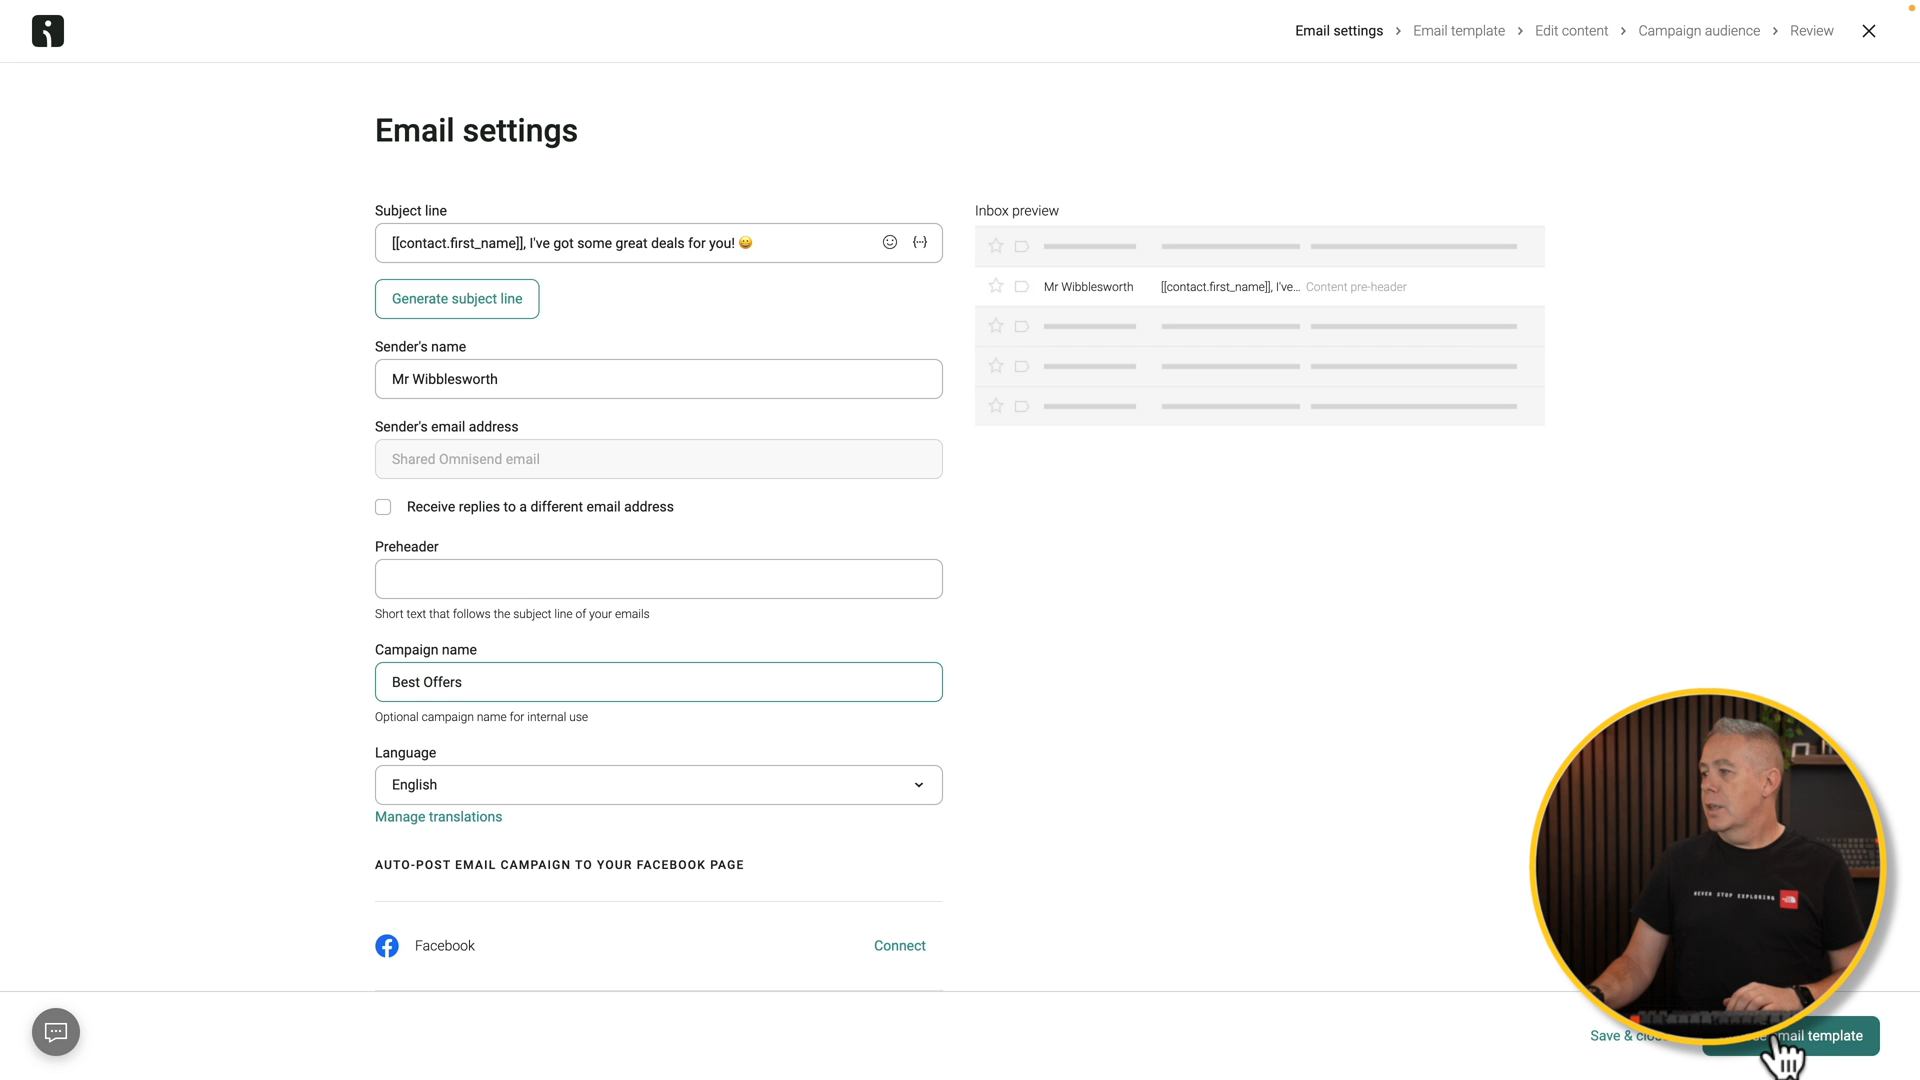 Email settings > Email template > Edit content > Campaign audience > Review
Email settings
Subject line
[[contact.first_name]], I've got some great deals for you! 😀
Generate subject line
Inbox preview
Mr Wibblesworth [[contact.first_name]], I've... Content pre-header
Sender's name
Mr Wibblesworth
Sender's email address
Shared Omnisend email
Receive replies to a different email address
Preheader
Short text that follows the subject line of your emails
Campaign name
Best Offers
Optional campaign name for internal use
Language
English
Manage translations
AUTO-POST EMAIL CAMPAIGN TO YOUR FACEBOOK PAGE
Facebook
Connect
NEVER STOP EXPLORING
Save &
template